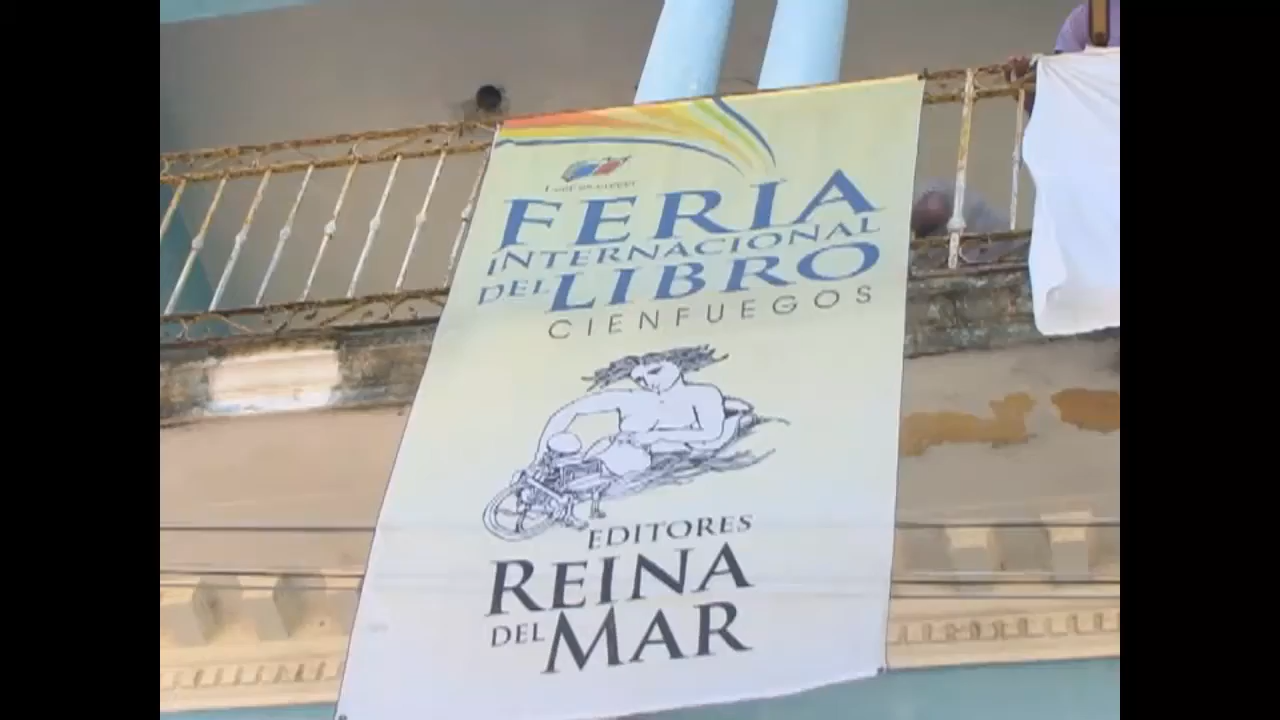 FERIA
INTERNACIONAL
DEL LIBRO
CIENFUEGOS
EDITORES
REINA
DEL MAR